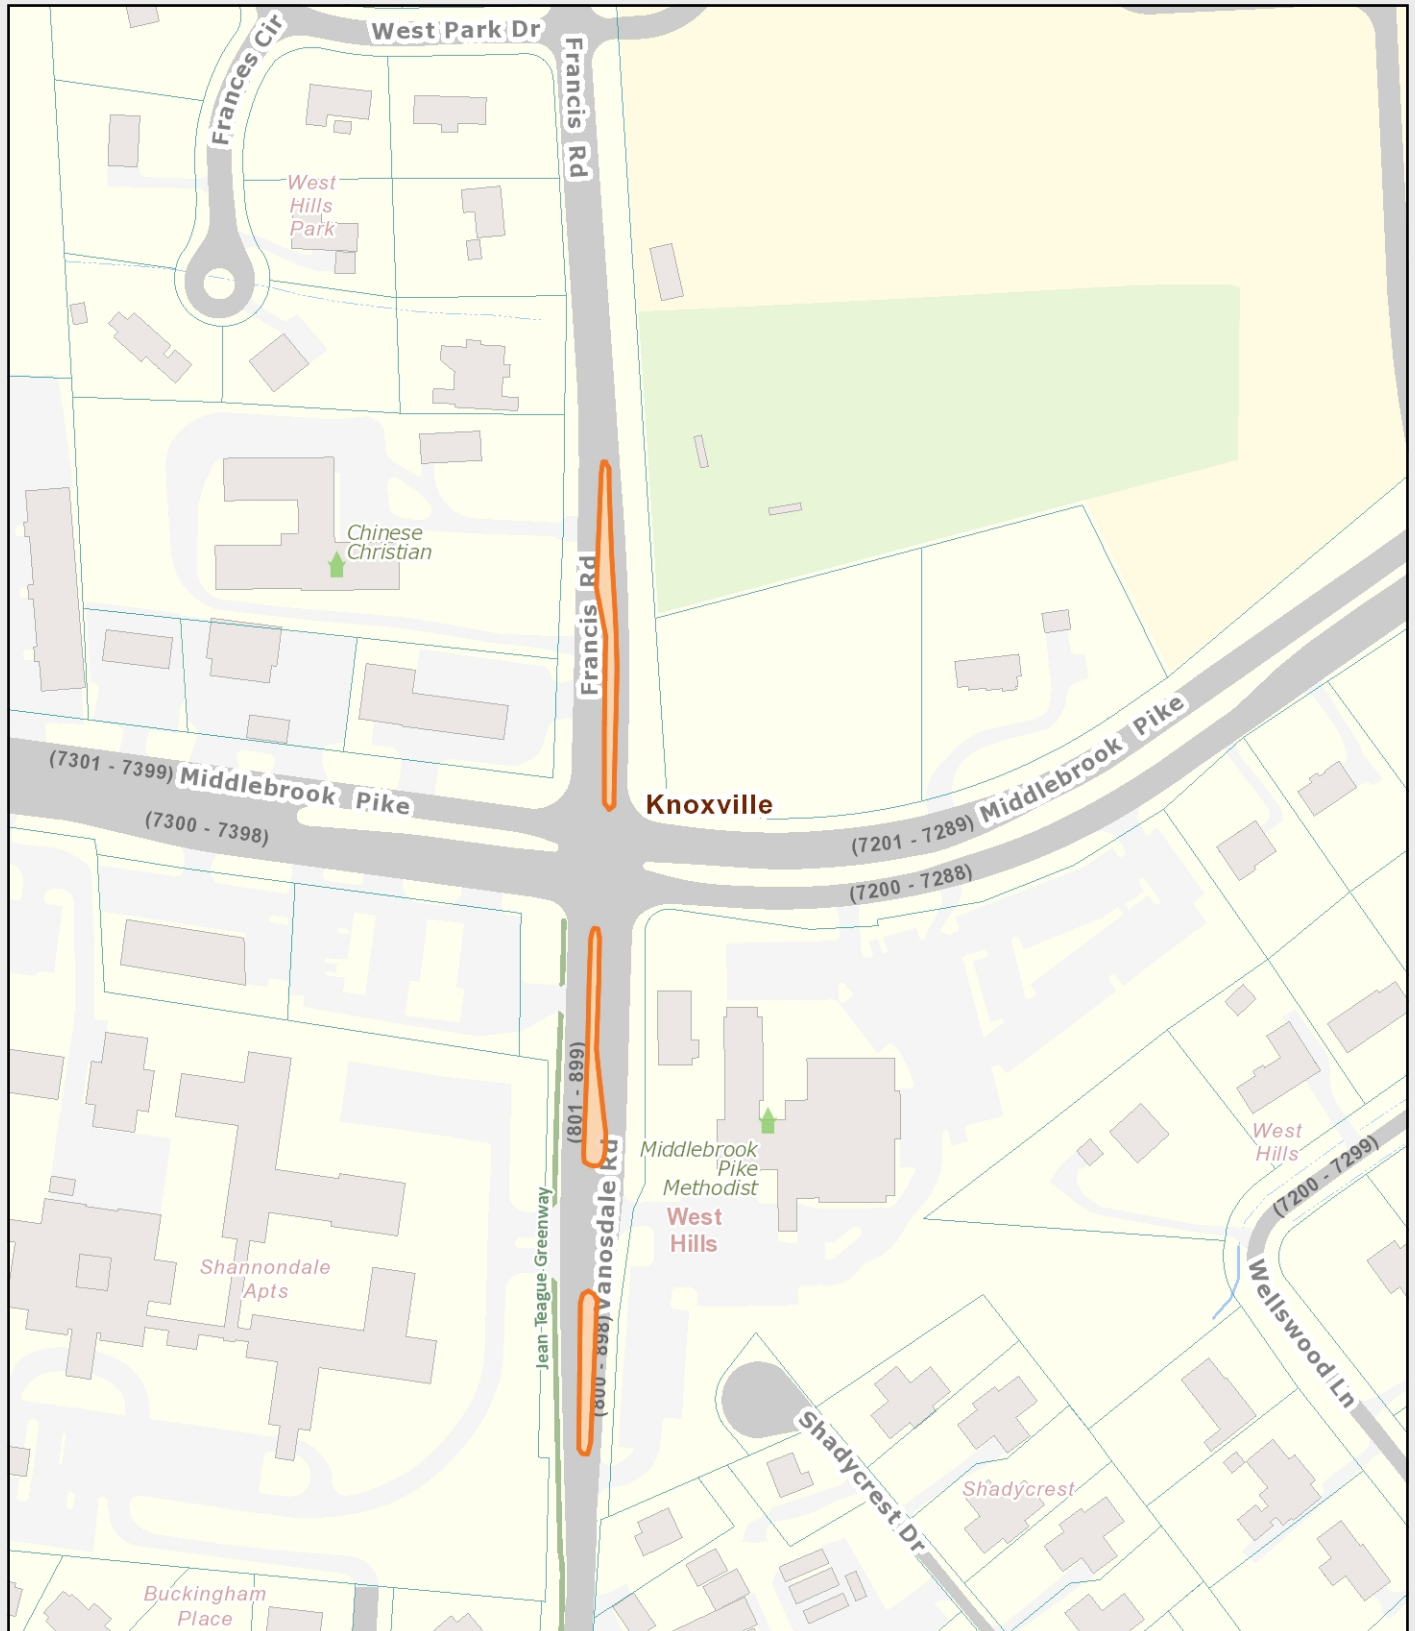 West Park Dr
Frances Cir
Francis Rd
West
Hills
Park
Chinese
Christian
Francis Rd
(7301 - 7399)
Middlebrook Pike
(7300 - 7398)
Knoxville
Middlebrook Pike
(7201 - 7289)
(7200 - 7288)
(801 - 899)
Middlebrook
Pike
Methodist
West
Hills
Vanosdale Rd
(800 - 898)
Jean-Teague Greenway
West
Hills
(7200 - 7299)
Shannondale
Apts
Wellswood Ln
Shadycrest Dr
Shadycrest
Buckingham
Place